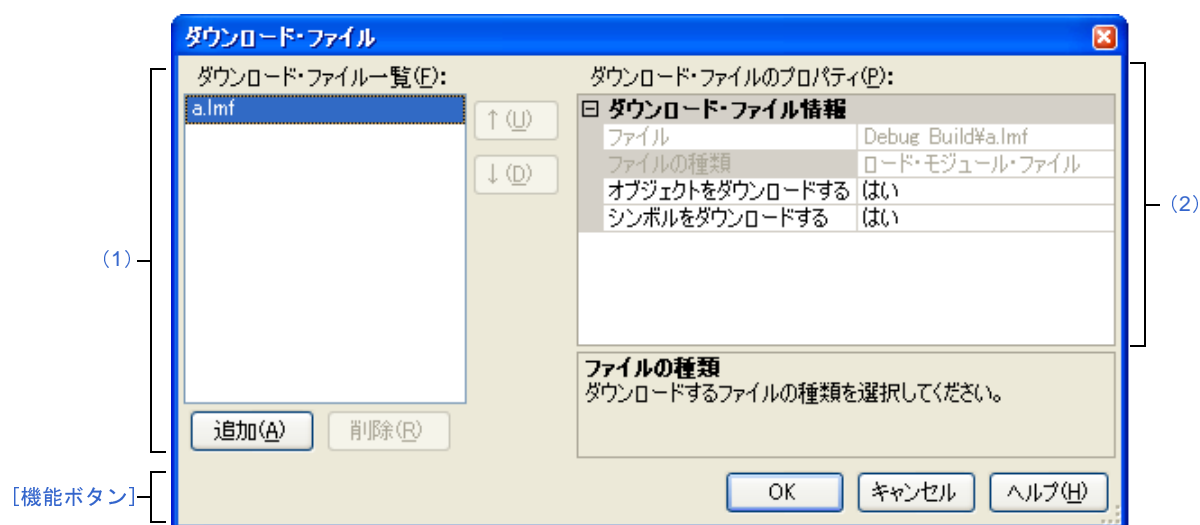 ダウンロード・ファイル
ダウンロード・ファイル一覧(F):
a.lmf
↑(U)
↓(D)
追加(A)
削除(R)
ダウンロード・ファイルのプロパティ(P):
ダウンロード・ファイル情報
ファイル Debug Build¥a.lmf
ファイルの種類 ロード・モジュール・ファイル
オブジェクトをダウンロードする はい
シンボルをダウンロードする はい
ファイルの種類
ダウンロードするファイルの種類を選択してください。
(1)
(2)
[機能ボタン]
OK
キャンセル
ヘルプ(H)